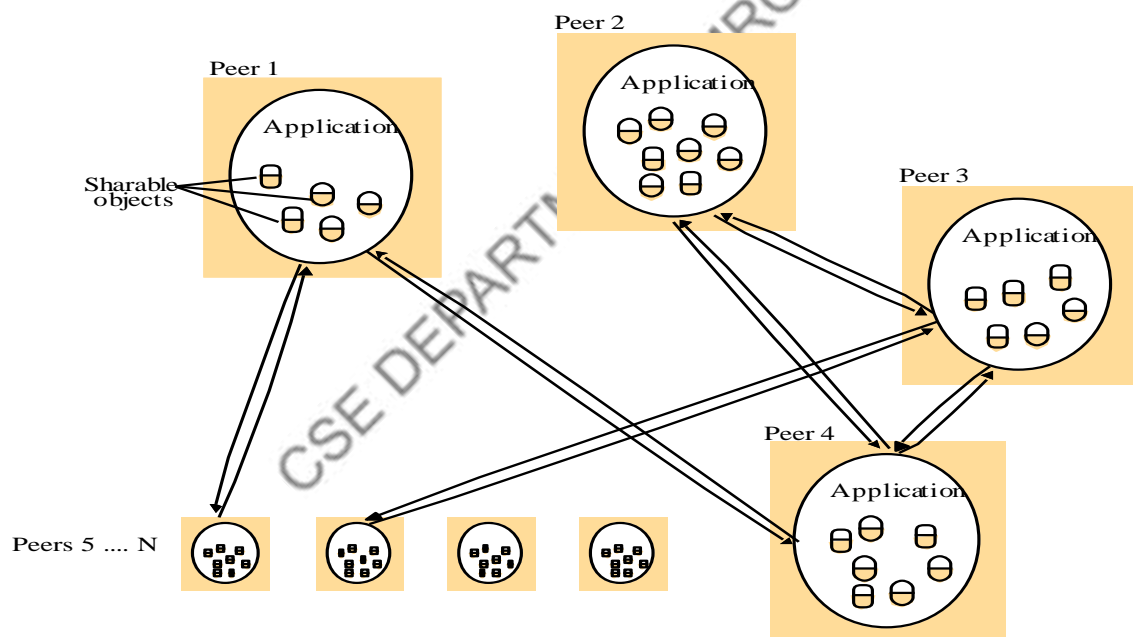 Peer 2
Peer 1
Application
Application
Sharable
objects
Peer 3
Application
Peer 4
Application
Peers 5 .... N
CSE DEPARTM